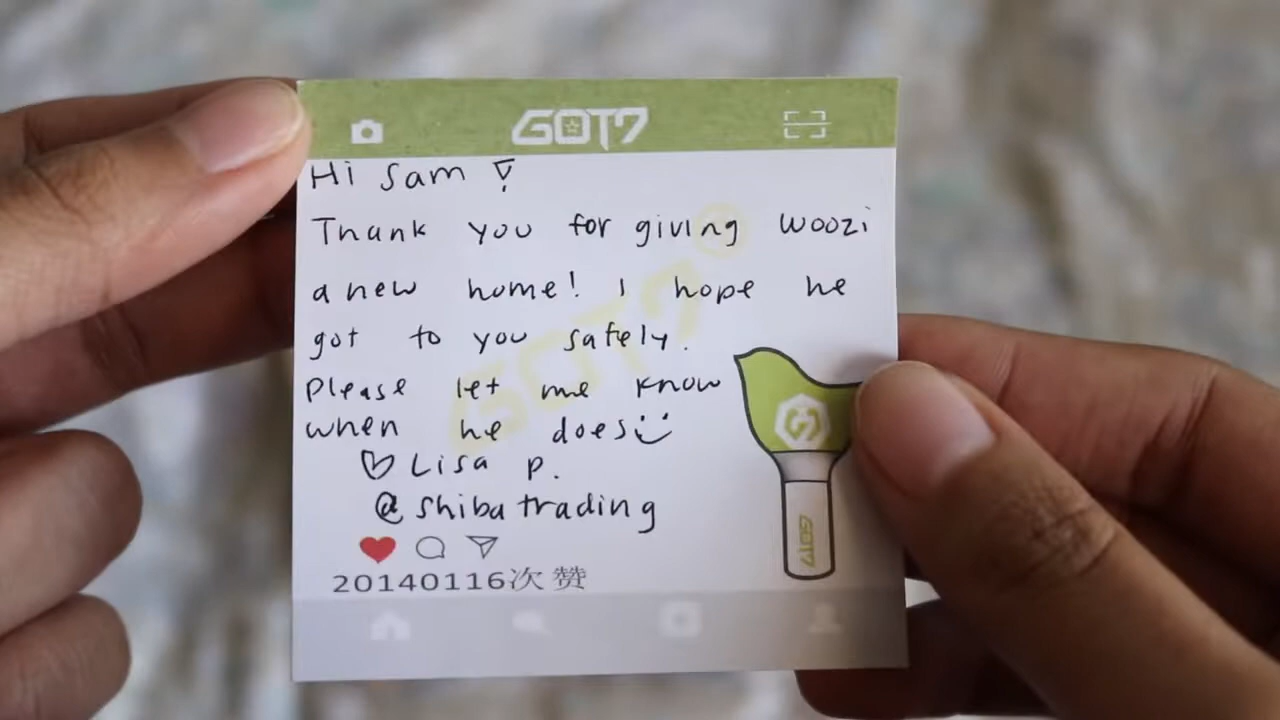 GOT7
Hi Sam!
Thank you for giving woozi
a new home! I hope he
got to you safely.
Please let me know
when he does
Lisa p.
@shibatrading
20140116次 赞
GOT7
GOT7